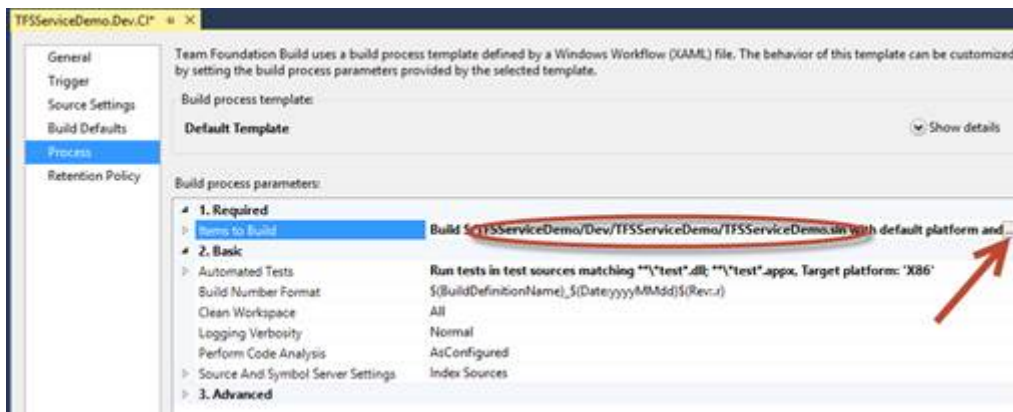 TFSServiceDemo.Dev.CI*
General
Trigger
Source Settings
Build Defaults
Process
Retention Policy
Team Foundation Build uses a build process template defined by a Windows Workflow (XAML) file. The behavior of this template can be customized
by setting the build process parameters provided by the selected template.
Build process template:
Default Template
Show details
Build process parameters:
1. Required
Items to Build Build $/TFSServiceDemo/Dev/TFSServiceDemo/TFSServiceDemo.sln with default platform and ...
2. Basic
Automated Tests Run tests in test sources matching **\*test*.dll; **\*test*.appx, Target platform: 'X86'
Build Number Format $(BuildDefinitionName)_$(Date:yyyyMMdd)$(Rev:.r)
Clean Workspace All
Logging Verbosity Normal
Perform Code Analysis AsConfigured
Source And Symbol Server Settings Index Sources
3. Advanced